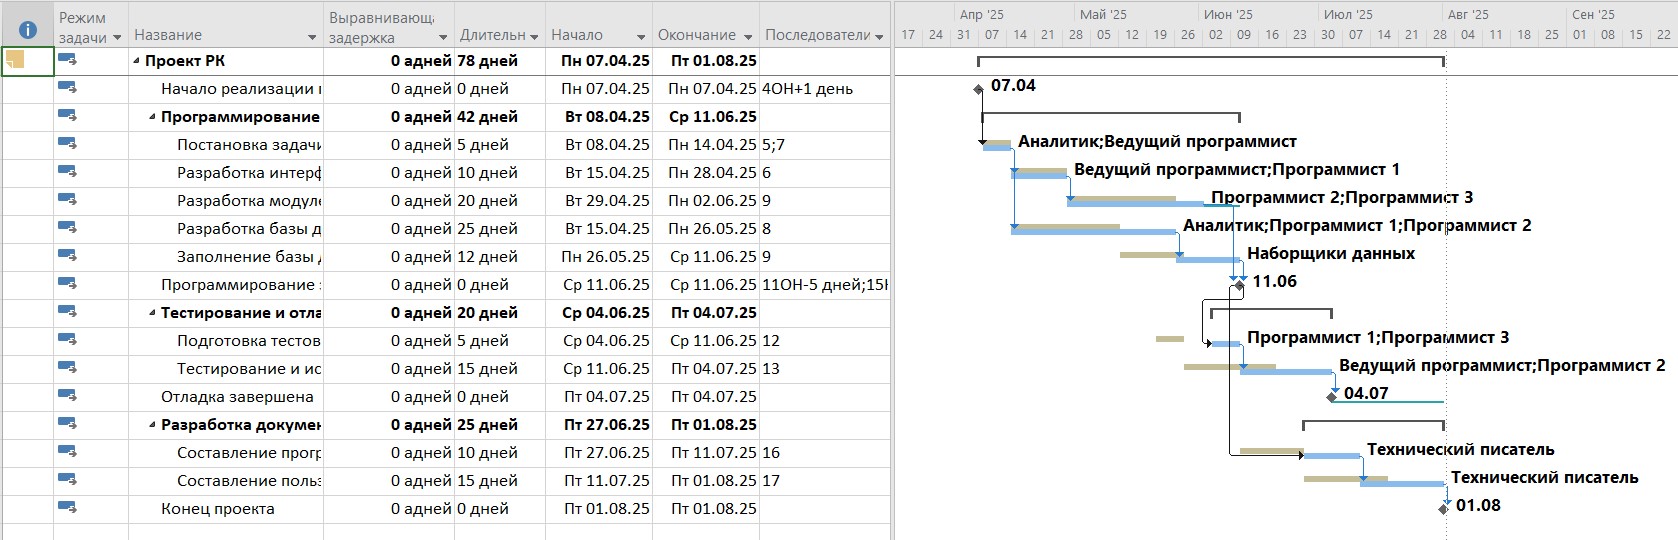 Режим задачи	Название	Выравнивающа задержка	Длительн	Начало	Окончание	Последователи	Апр '25	Май '25	Июн '25	Июл '25	Авг '25	Сен '25
17 24 31 07 14 21 28 05 12 19 26 02 09 16 23 30 07 14 21 28 04 11 18 25 01 08 15 22
Проект РК	0 адней	78 дней	Пн 07.04.25	Пт 01.08.25
Начало реализации	0 адней	0 дней	Пн 07.04.25	Пн 07.04.25	4ОН+1 день	07.04
Программирование	0 адней	42 дней	Вт 08.04.25	Ср 11.06.25
Постановка задачи	0 адней	5 дней	Вт 08.04.25	Пн 14.04.25	5;7	Аналитик;Ведущий программист
Разработка интерф	0 адней	10 дней	Вт 15.04.25	Пн 28.04.25	6	Ведущий программист;Программист 1
Разработка модуле	0 адней	20 дней	Вт 29.04.25	Пн 02.06.25	9	Программист 2;Программист 3
Разработка базы д	0 адней	25 дней	Вт 15.04.25	Пн 26.05.25	8	Аналитик;Программист 1;Программист 2
Заполнение базы д	0 адней	12 дней	Пн 26.05.25	Ср 11.06.25	9	Наборщики данных
Программирование	0 адней	0 дней	Ср 11.06.25	Ср 11.06.25	11ОН-5 дней;15Н	11.06
Тестирование и отла	0 адней	20 дней	Ср 04.06.25	Пт 04.07.25
Подготовка тестов	0 адней	5 дней	Ср 04.06.25	Ср 11.06.25	12	Программист 1;Программист 3
Тестирование и ис	0 адней	15 дней	Ср 11.06.25	Пт 04.07.25	13	Ведущий программист;Программист 2
Отладка завершена	0 адней	0 дней	Пт 04.07.25	Пт 04.07.25	04.07
Разработка докумен	0 адней	25 дней	Пт 27.06.25	Пт 01.08.25
Составление прогр	0 адней	10 дней	Пт 27.06.25	Пт 11.07.25	16	Технический писатель
Составление польз	0 адней	15 дней	Пт 11.07.25	Пт 01.08.25	17	Технический писатель
Конец проекта	0 адней	0 дней	Пт 01.08.25	Пт 01.08.25	01.08